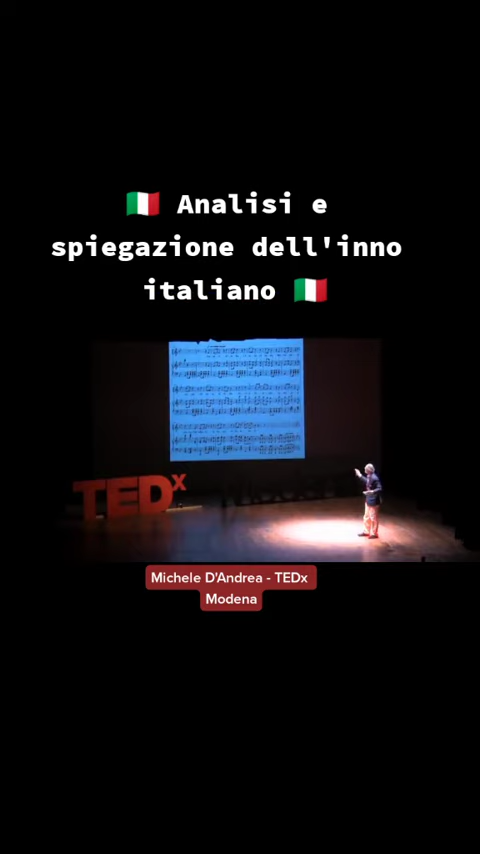 🇮🇹 Analisi e
spiegazione dell'inno
italiano 🇮🇹
TEDx
Michele D'Andrea - TEDx
Modena